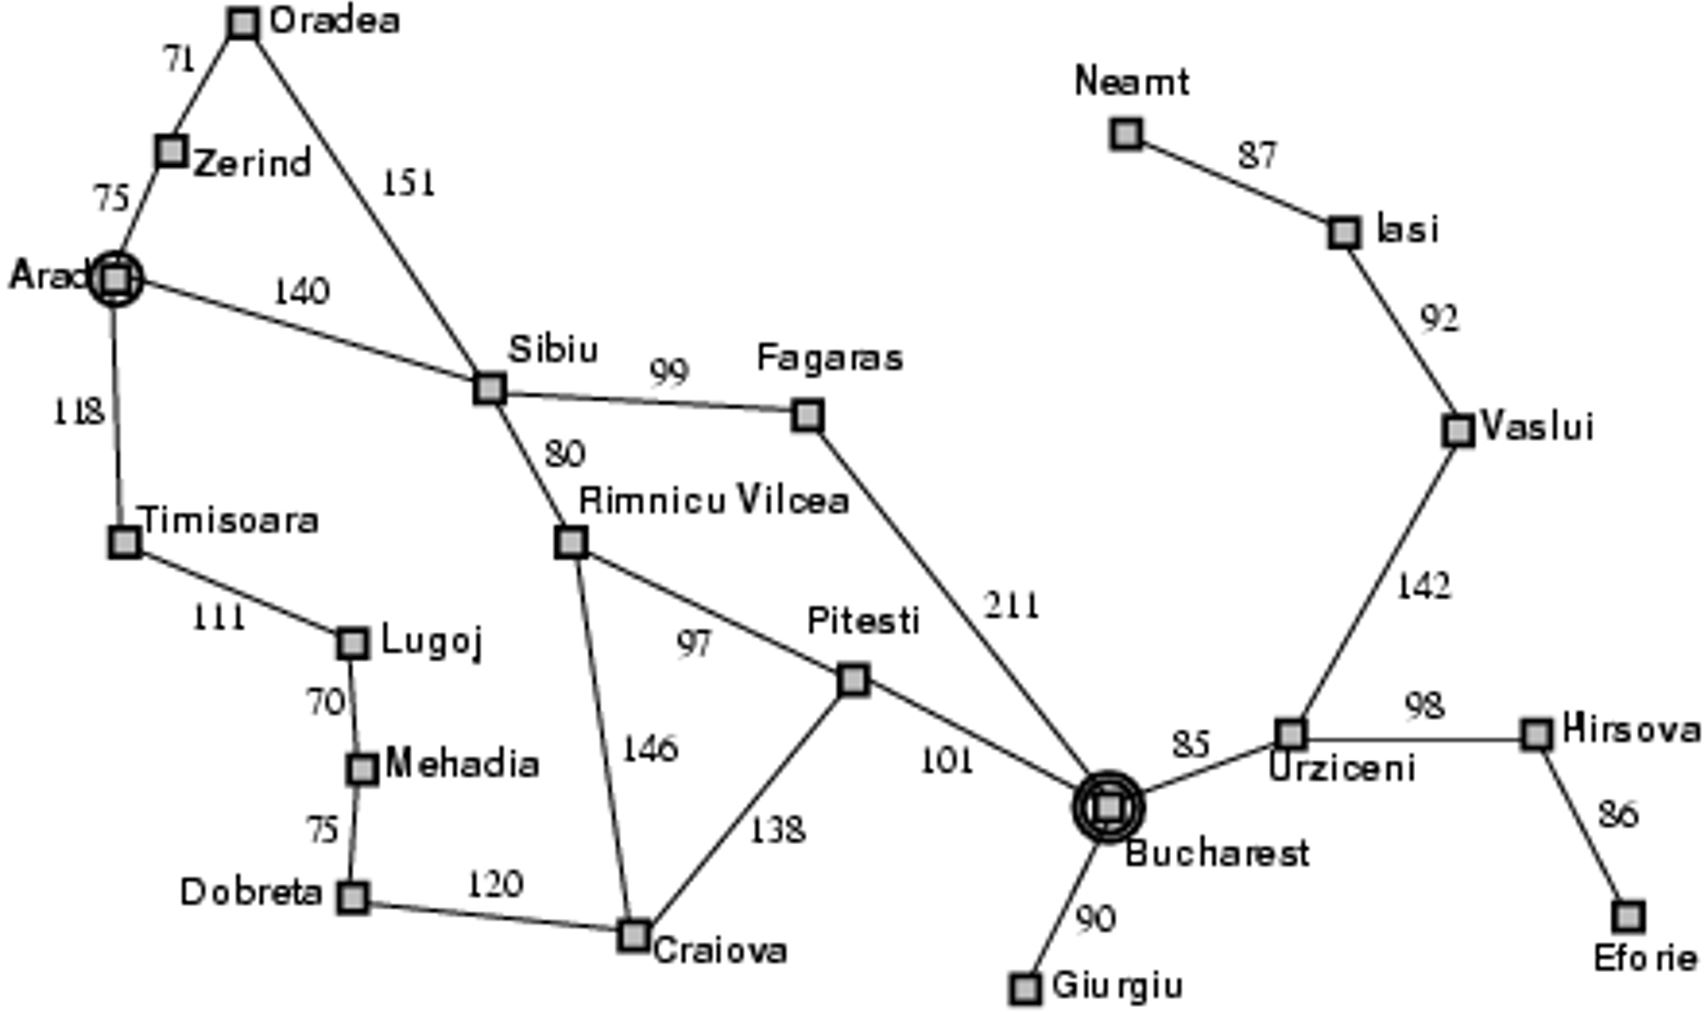 Oradea
71
Neamt
87
Zerind
151
75
Iasi
Arad
140
92
Sibiu
Fagaras
99
118
Vaslui
80
Rimnicu Vilcea
Timisoara
142
211
111
Pitesti
Lugoj
97
70
98
Hirsova
146
85
101
Mehadia
Urziceni
86
75
138
Bucharest
Dobreta
120
90
Craiova
Eforie
Giurgiu